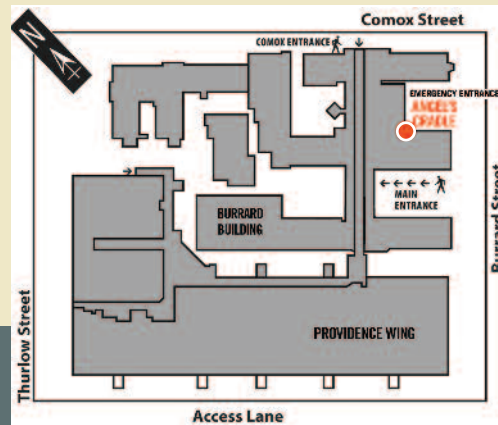 N
Comox Street
COMOX ENTRANCE
EMERGENCY ENTRANCE
ANGEL'S
CRADLE
MAIN
ENTRANCE
Burrard Street
BURRARD
BUILDING
PROVIDENCE WING
Thurlow Street
Access Lane